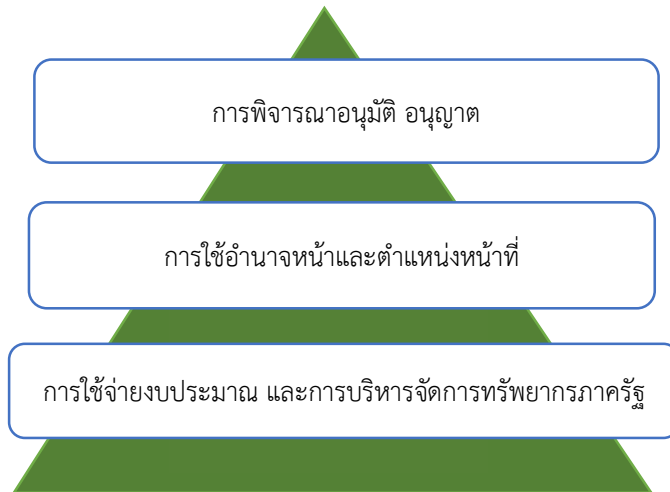 การพิจารณาอนุมัติ อนุญาต
การใช้อำนาจหน้าและตำแหน่งหน้าที่
การใช้จ่ายงบประมาณ และการบริหารจัดการทรัพยากรภาครัฐ